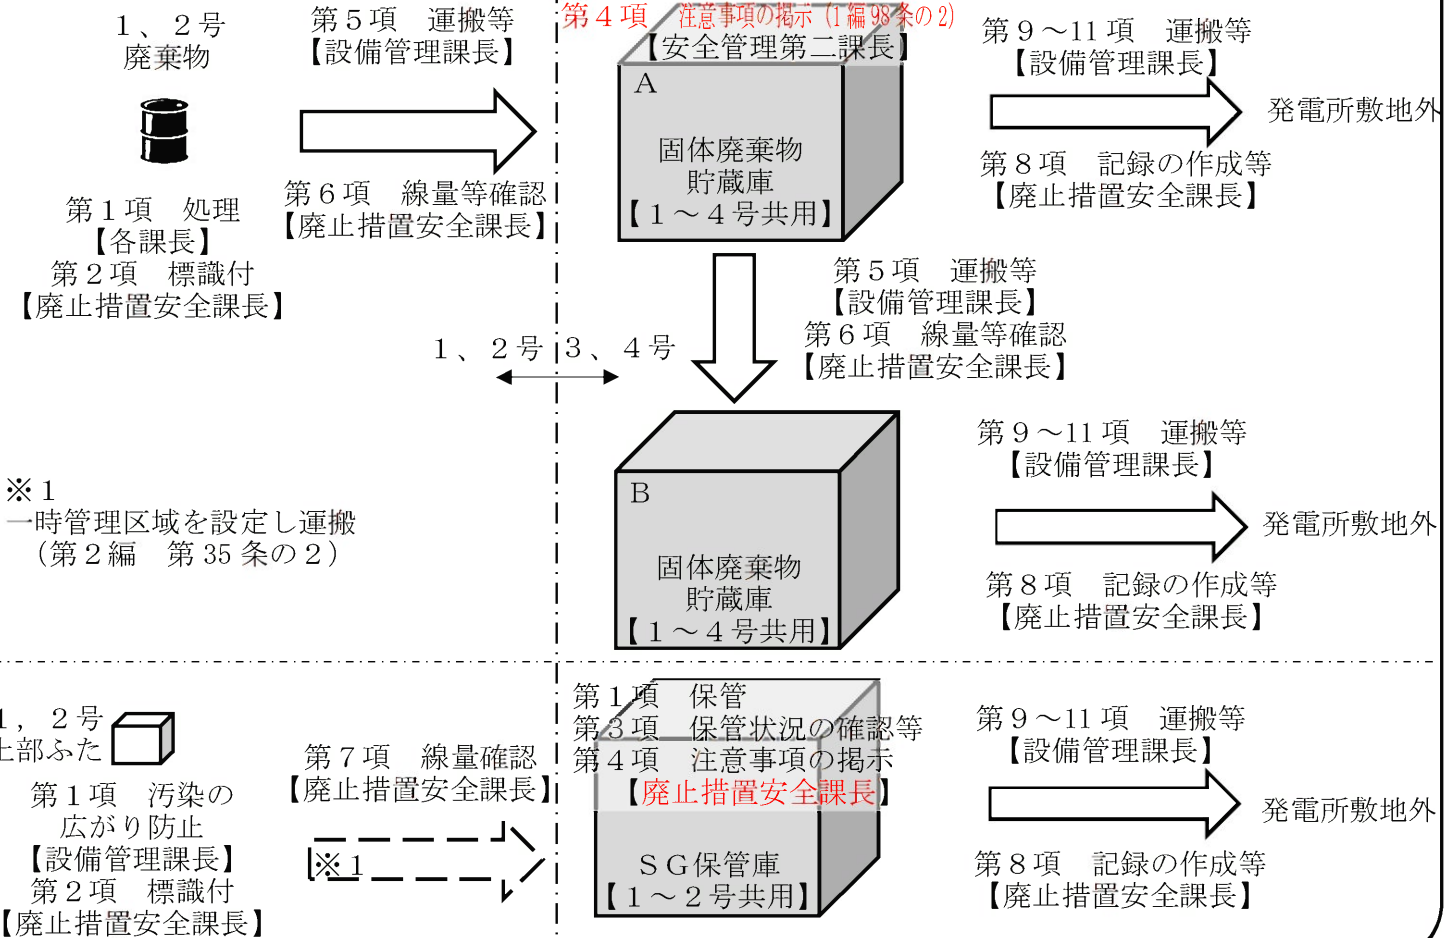 １、２号
廃棄物
第５項　運搬等
【設備管理課長】
第６項　線量等確認
【廃止措置安全課長】
第１項　処理
【各課長】
第２項　標識付
【廃止措置安全課長】
第４項　注意事項の掲示（1編98条の2）
【安全管理第二課長】
A
固体廃棄物
貯蔵庫
【１～４号共用】
第９～11項　運搬等
【設備管理課長】
発電所敷地外
第８項　記録の作成等
【廃止措置安全課長】
第５項　運搬等
【設備管理課長】
第６項　線量等確認
【廃止措置安全課長】
１、２号
３、４号
B
固体廃棄物
貯蔵庫
【１～４号共用】
第９～11項　運搬等
【設備管理課長】
発電所敷地外
第８項　記録の作成等
【廃止措置安全課長】
※１
一時管理区域を設定し運搬
（第２編　第35条の２）
1，２号
上部ふた
第１項　汚染の
広がり防止
【設備管理課長】
第２項　標識付
【廃止措置安全課長】
第７項　線量確認
【廃止措置安全課長】
※１
第１項　保管
第３項　保管状況の確認等
第４項　注意事項の掲示
【廃止措置安全課長】
ＳＧ保管庫
【１～２号共用】
第９～11項　運搬等
【設備管理課長】
発電所敷地外
第８項　記録の作成等
【廃止措置安全課長】